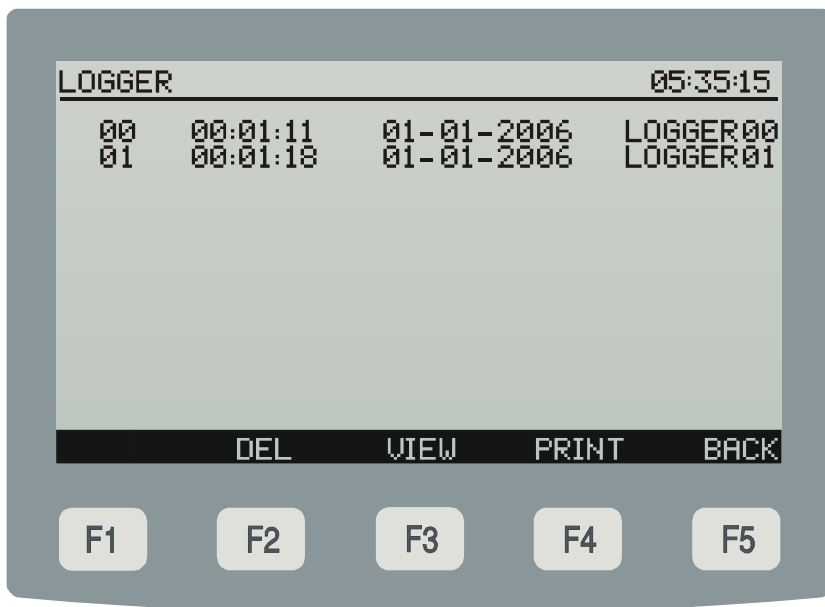 LOGGER 05:35:15
00 00:01:11 01-01-2006 LOGGER00
01 00:01:18 01-01-2006 LOGGER01
DEL VIEW PRINT BACK
F1 F2 F3 F4 F5